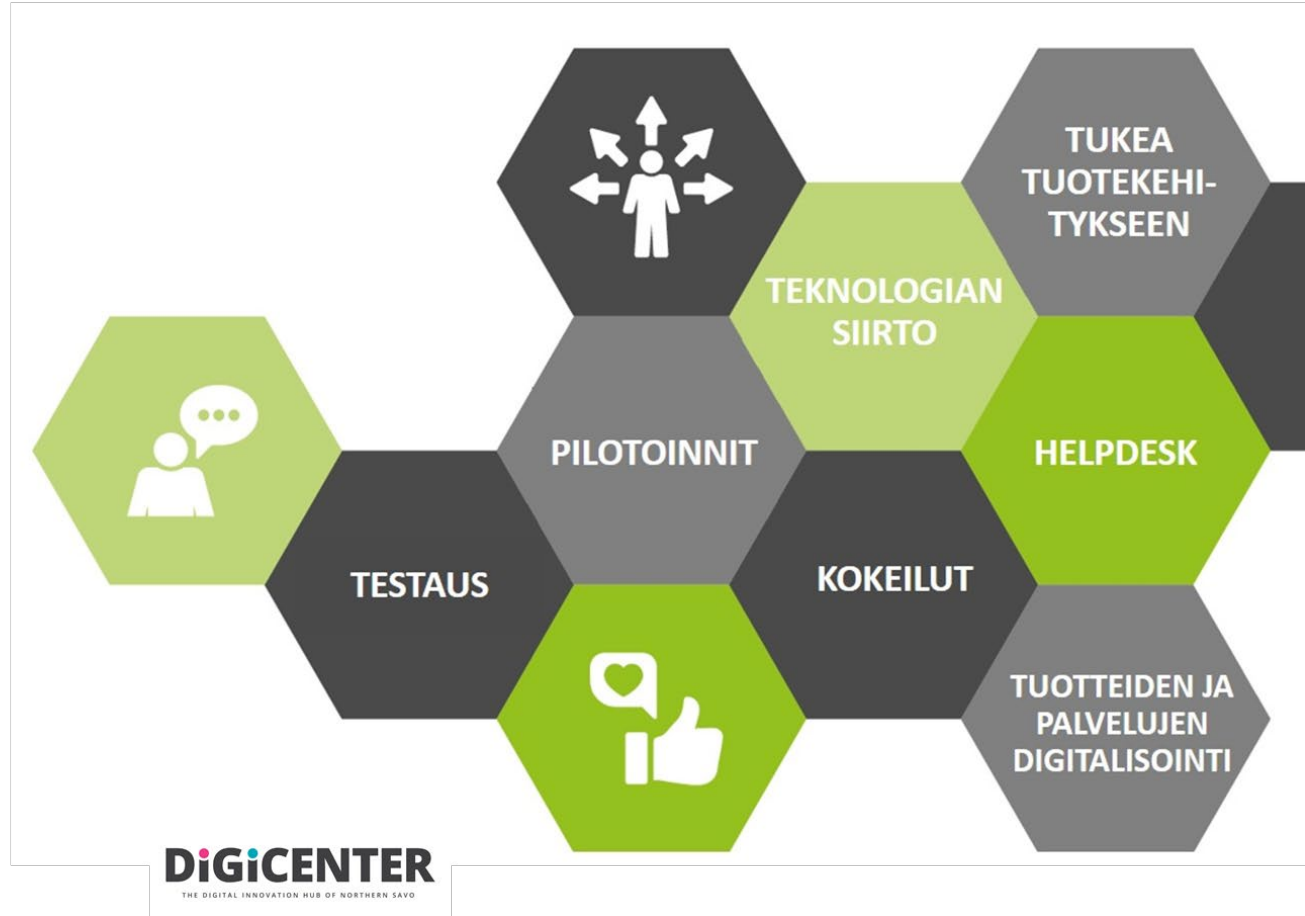 TUKEA
TUOTEKEHI-
TYKSEEN
TEKNOLOGIAN
SIIRTO
PILOTOINNIT
HELPDESK
TESTAUS
KOKEILUT
TUOTTEIDEN JA
PALVELUJEN
DIGITALISOINTI
DiGiCENTER
THE DIGITAL INNOVATION HUB OF NORTHERN SAVO